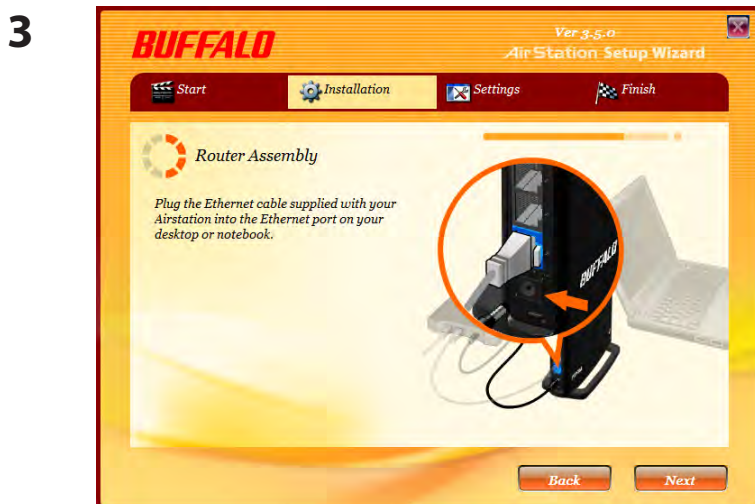 3
BUFFALO
Ver 3.5.0
AirStation Setup Wizard
Start
Installation
Settings
Finish
Router Assembly
Plug the Ethernet cable supplied with your
Airstation into the Ethernet port on your
desktop or notebook.
BUFFALO
Back
Next